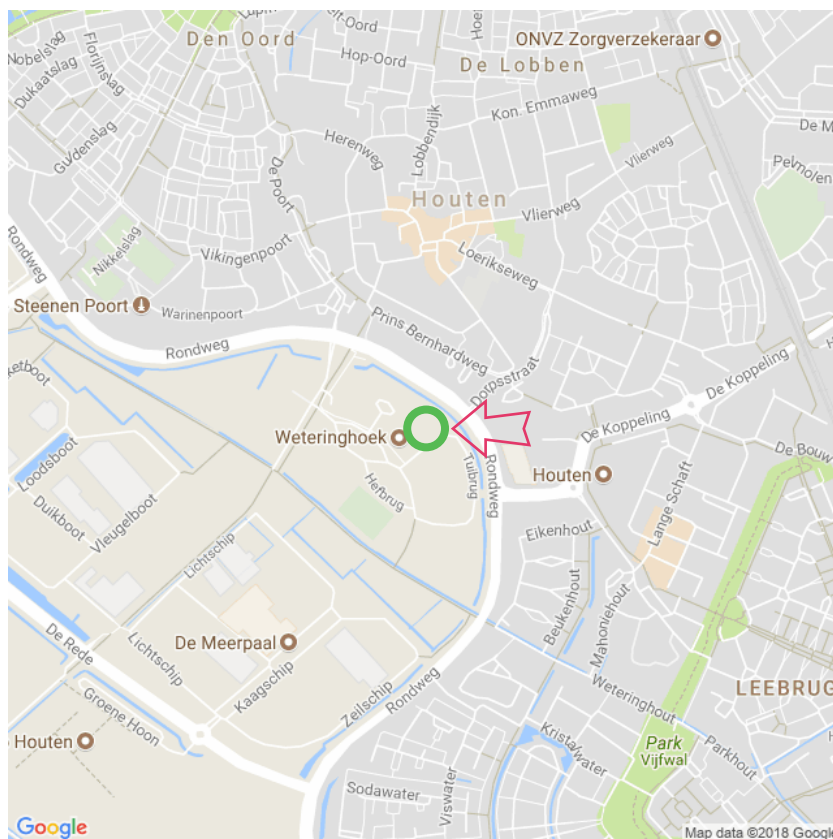 Nobelslag
Dukaatslag
Florijnslag
Guldenslag
Den Oord
Hop-Oord
ONVZ Zorgverzekeraar
De Lobben
Kon. Emmaweg
Lobbendijk
Herenweg
De Poort
De M
Vlierweg
Pelmolen
Houten
Vlierweg
Vikingenpoort
Loerikseweg
Rondweg
Nikkelslag
Steenen Poort
Warinenpoort
Prins Bernhardweg
Rondweg
Dorpsstraat
De Koppeling
etboot
De Koppeling
Weteringhoek
De Bouw
Loodsboot
Tuibrug
Rondweg
Houten
Hefbrug
Lange Schaft
Duikboot
Vleugelboot
Eikenhout
Lichtschip
Beukenhout
Mahoniehout
De Meerpaal
De Rede
Lichtschip
Kaagschip
Zeilschip
Rondweg
Weteringhout
LEEBRUG
Groene Hoon
Houten
Kristalwater
Park
Vijfwal
Parkhout
Sodawater
Viswater
Google
Map data ©2018 Google